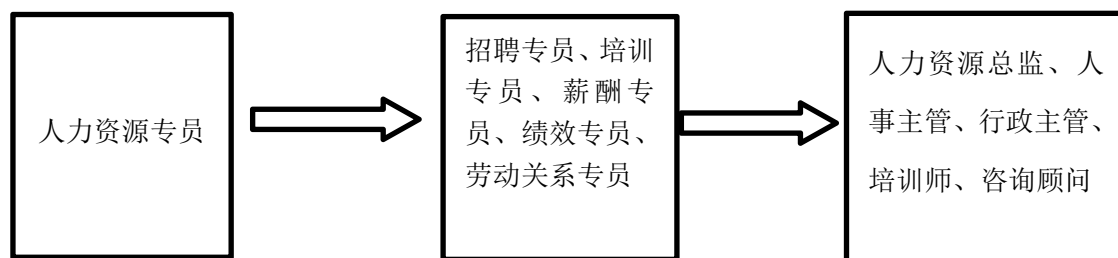 人力资源专员
招聘专员、培训
专员、薪酬专
员、绩效专员、
劳动关系专员
人力资源总监、人
事主管、行政主管、
培训师、咨询顾问